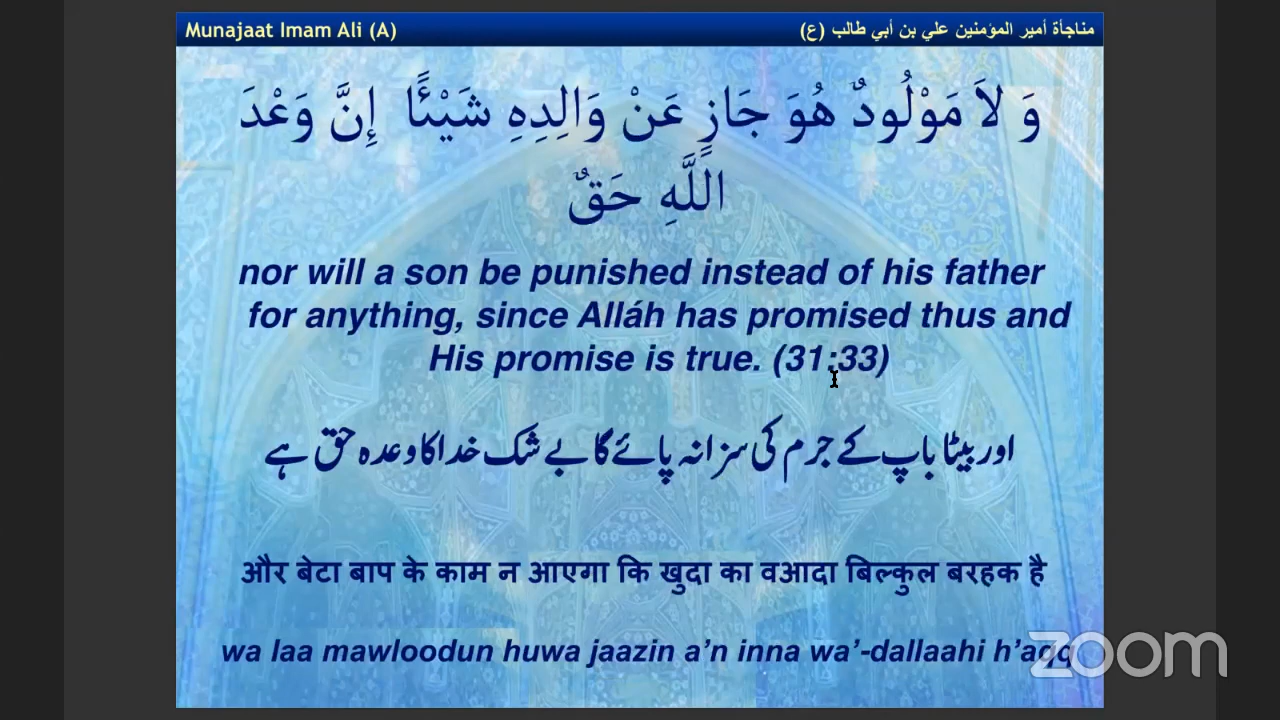 Munajaat Imam Ali (A)
مناجأة أمير المؤمنين علي بن أبي طالب (ع)
وَ لاَ مَوْلُودٌ هُوَ جَازٍ عَنْ وَالِدِهِ شَيْئًا إِنَّ وَعْدَ
اللَّهِ حَقٌ
nor will a son be punished instead of his father
for anything, since Alláh has promised thus and
His promise is true. (31:33)
اور بیٹا باپ کے جرم کی سزا نہ پائے گا بے شک خدا کا وعدہ حق ہے
और बेटा बाप के काम न आएगा कि खुदा का वआदा बिल्कुल बरहक है
wa laa mawloodun huwa jaazin a’n inna wa’-dallaahi h’aqq
zoom